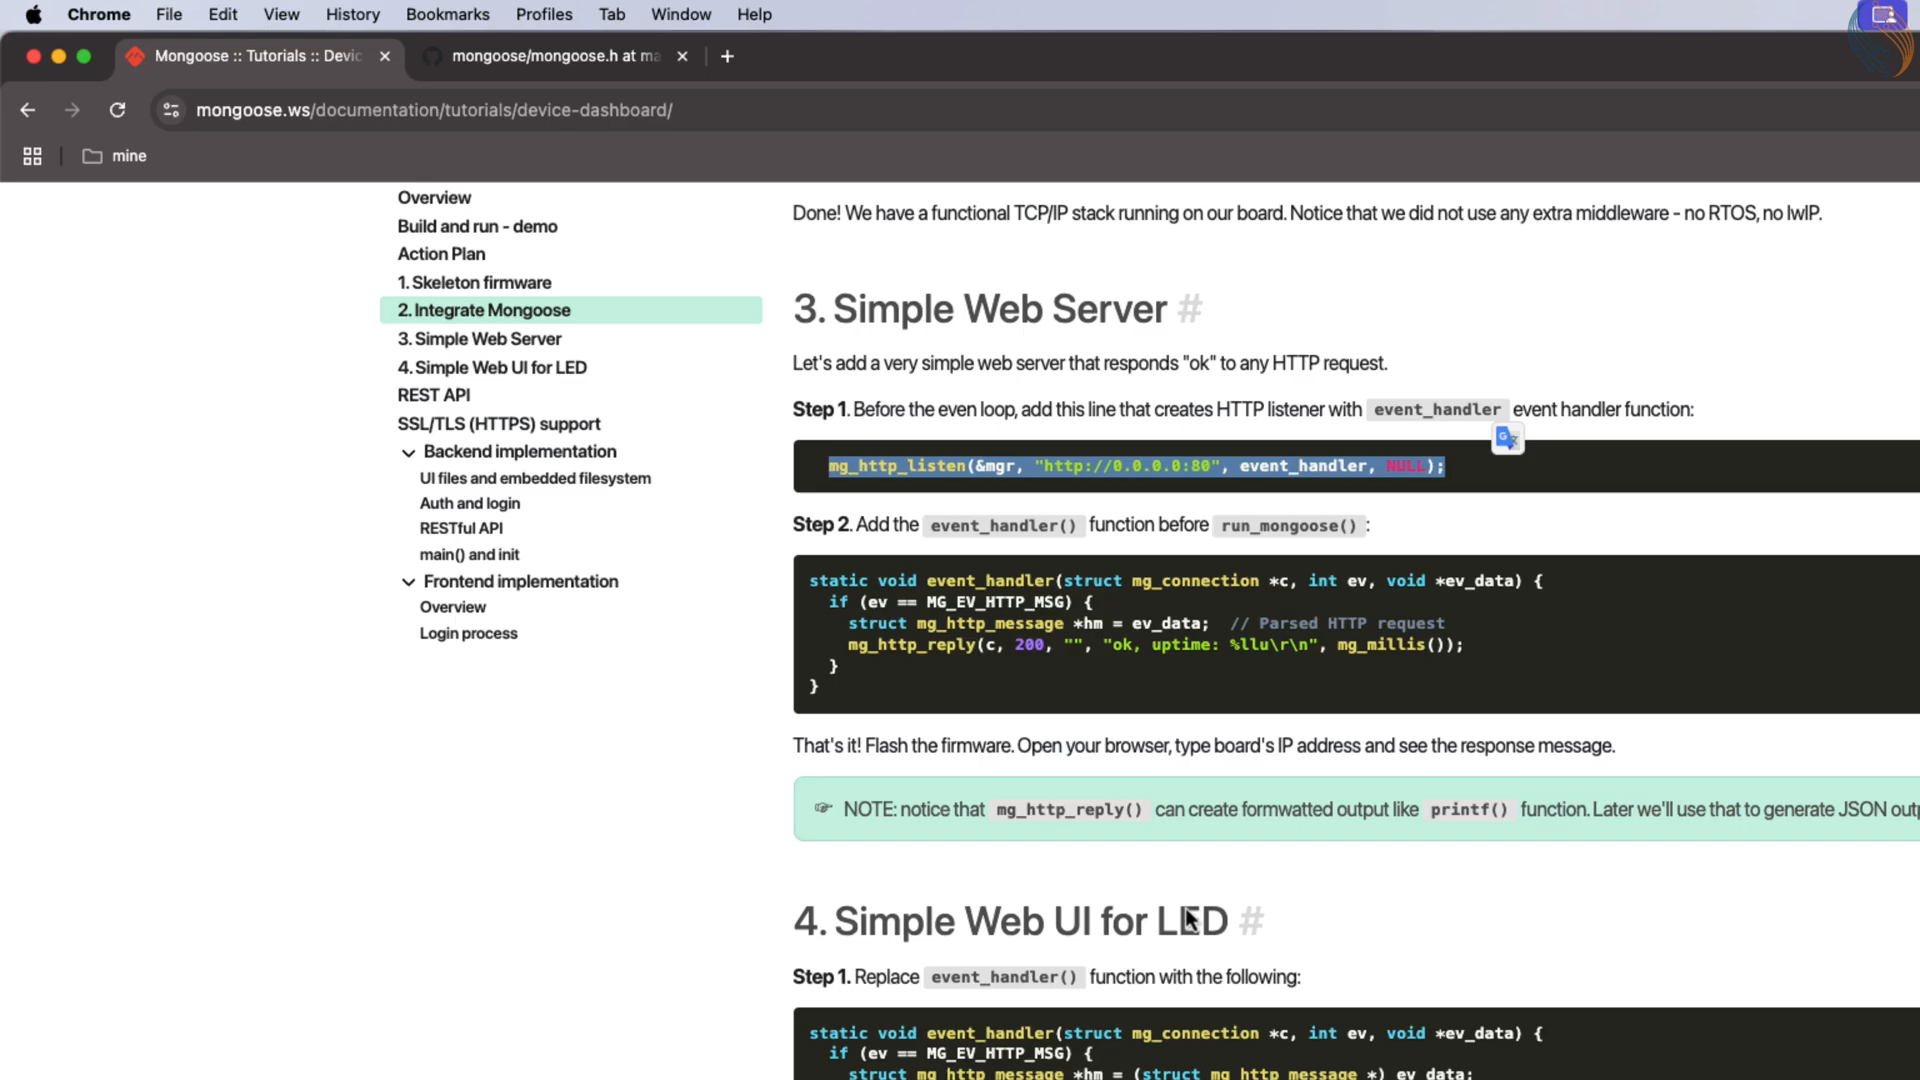 Chrome File Edit View History Bookmarks Profiles Tab Window Help
Mongoose :: Tutorials :: Devic
mongoose/mongoose.h at ma
mongoose.ws/documentation/tutorials/device-dashboard/
mine
Overview
Build and run - demo
Action Plan
1. Skeleton firmware
2. Integrate Mongoose
3. Simple Web Server
4. Simple Web UI for LED
REST API
SSL/TLS (HTTPS) support
Backend implementation
UI files and embedded filesystem
Auth and login
RESTful API
main() and init
Frontend implementation
Overview
Login process
Done! We have a functional TCP/IP stack running on our board. Notice that we did not use any extra middleware - no RTOS, no lwIP.
3. Simple Web Server #
Let's add a very simple web server that responds "ok" to any HTTP request.
Step 1. Before the even loop, add this line that creates HTTP listener with event_handler event handler function:
mg_http_listen(&mgr, "http://0.0.0.0:80", event_handler, NULL);
Step 2. Add the event_handler() function before run_mongoose() :
static void event_handler(struct mg_connection *c, int ev, void *ev_data) {
if (ev == MG_EV_HTTP_MSG) {
struct mg_http_message *hm = ev_data; // Parsed HTTP request
mg_http_reply(c, 200, "", "ok, uptime: %llu\r\n", mg_millis());
}
}
That's it! Flash the firmware. Open your browser, type board's IP address and see the response message.
☞ NOTE: notice that mg_http_reply() can create formwatted output like printf() function. Later we'll use that to generate JSON outp
4. Simple Web UI for LED #
Step 1. Replace event_handler() function with the following:
static void event_handler(struct mg_connection *c, int ev, void *ev_data) {
if (ev == MG_EV_HTTP_MSG) {
struct mg_http_message *hm = (struct mg_http_message *) ev_data;